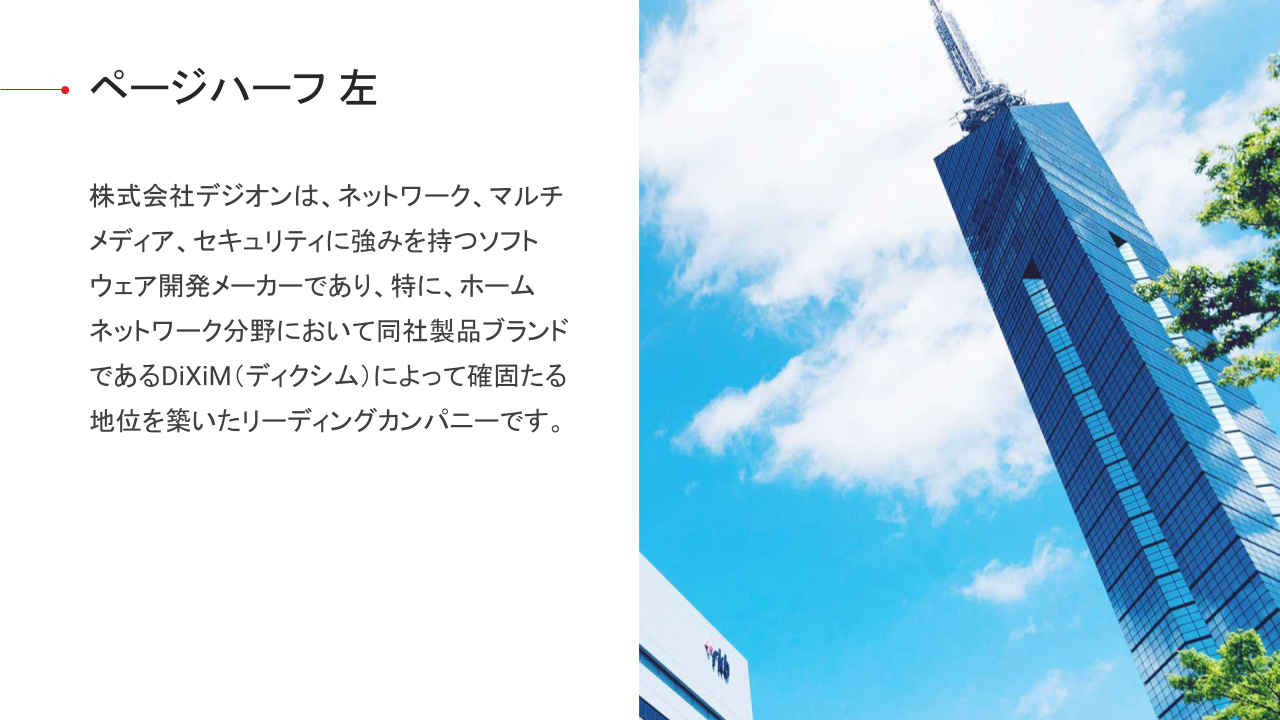 ページハーフ 左
株式会社デジオンは、ネットワーク、マルチ
メディア、セキュリティに強みを持つソフト
ウェア開発メーカーであり、特に、ホーム
ネットワーク分野において同社製品ブランド
であるDiXiM（ディクシム）によって確固たる
地位を築いたリーディングカンパニーです。
rkb